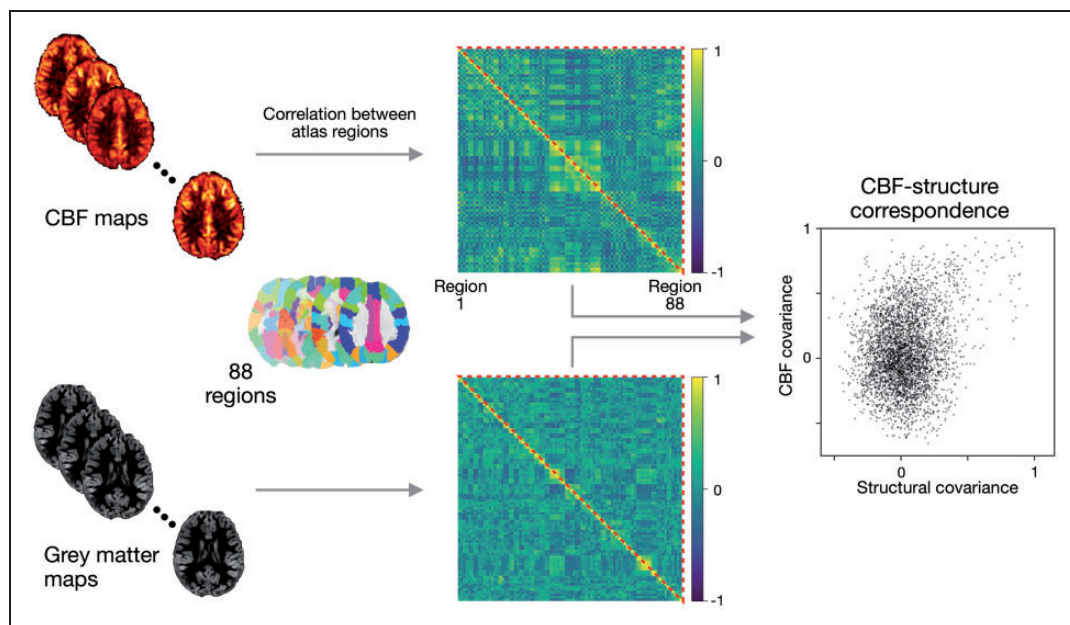 CBF maps
Correlation between
atlas regions
1
0
-1
Region
1
Region
88
88
regions
Grey matter
maps
1
0
-1
CBF-structure
correspondence
1
0
CBF covariance
0
1
Structural covariance